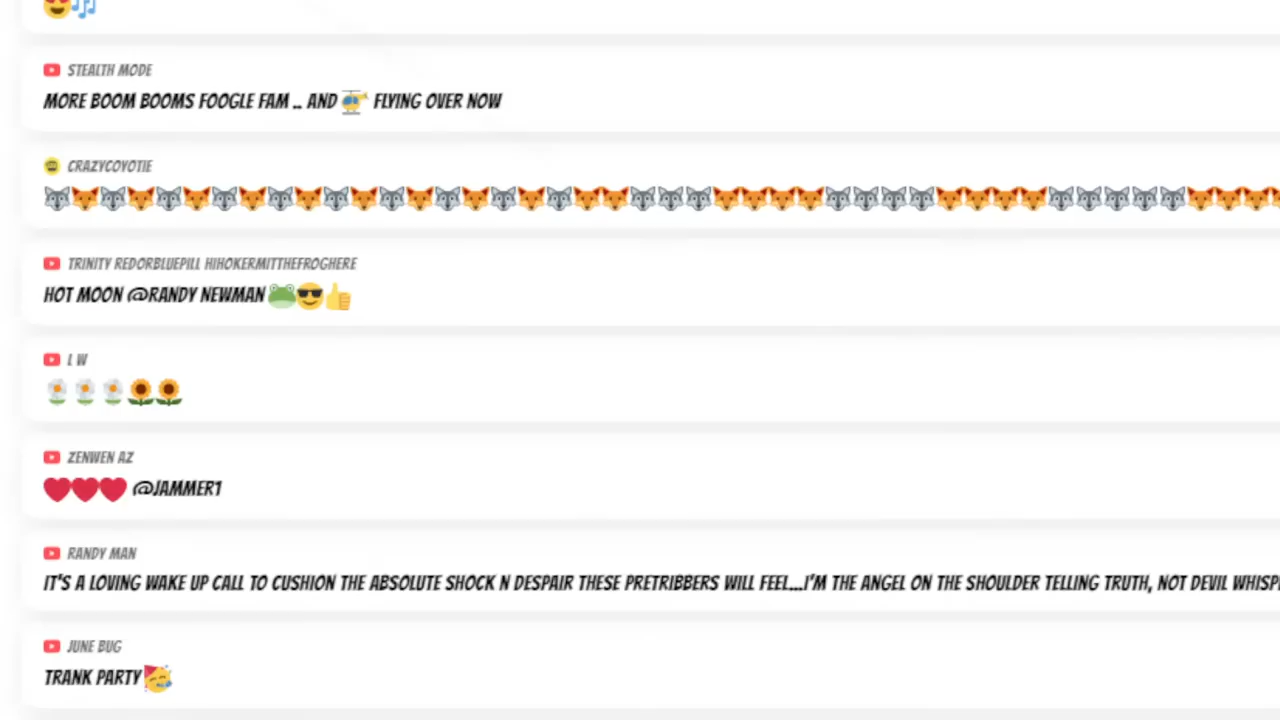 STEALTH MODE
MORE BOOM BOOMS FOOGLE FAM .. AND 🚁 FLYING OVER NOW
CRAZYCOYOTIE
TRINITY REDORBLUEPILL HIHOKERMITTHEFROGHERE
HOT MOON @RANDY NEWMAN 🐸😎👍
L W
🌼🌼🌼🌻🌻
ZENWEN AZ
❤️❤️❤️ @JAMMER1
RANDY MAN
IT'S A LOVING WAKE UP CALL TO CUSHION THE ABSOLUTE SHOCK N DESPAIR THESE PRETRIBBERS WILL FEEL...I'M THE ANGEL ON THE SHOULDER TELLING TRUTH, NOT DEVIL
JUNE BUG
TRANK PARTY🥳